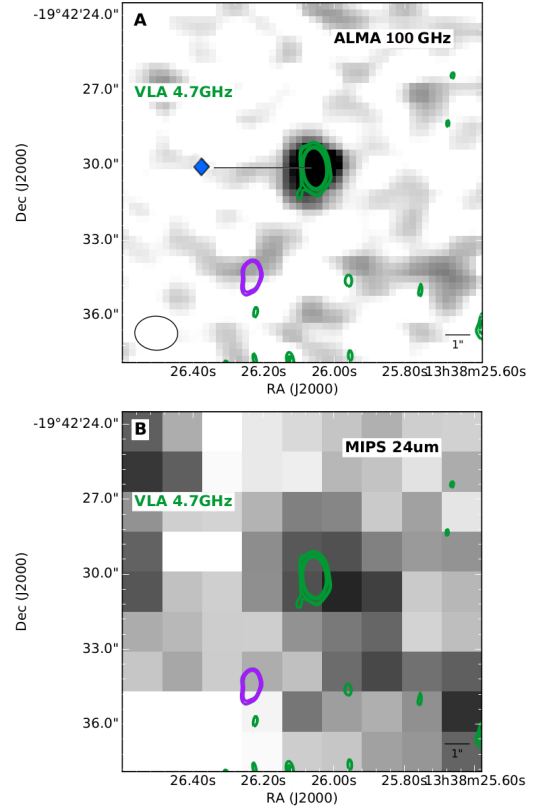 -19°42'24.0"
A
ALMA 100 GHz
27.0"
VLA 4.7GHz
30.0"
Dec (J2000)
33.0"
36.0"
1"
26.40s 26.20s 26.00s 25.80s 13h38m25.60s
RA (J2000)
-19°42'24.0"
B
MIPS 24um
27.0"
VLA 4.7GHz
30.0"
Dec (J2000)
33.0"
36.0"
1"
26.40s 26.20s 26.00s 25.80s 13h38m25.60s
RA (J2000)